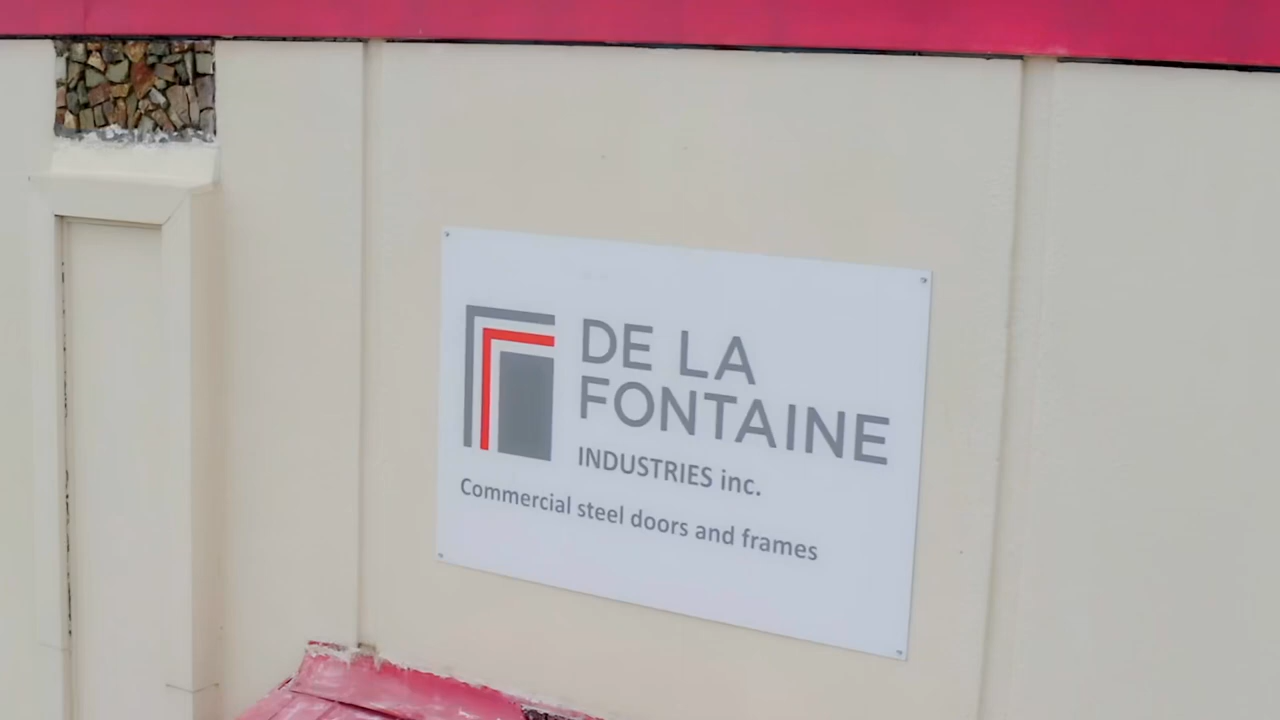 DE LA
FONTAINE
INDUSTRIES inc.
Commercial steel doors and frames